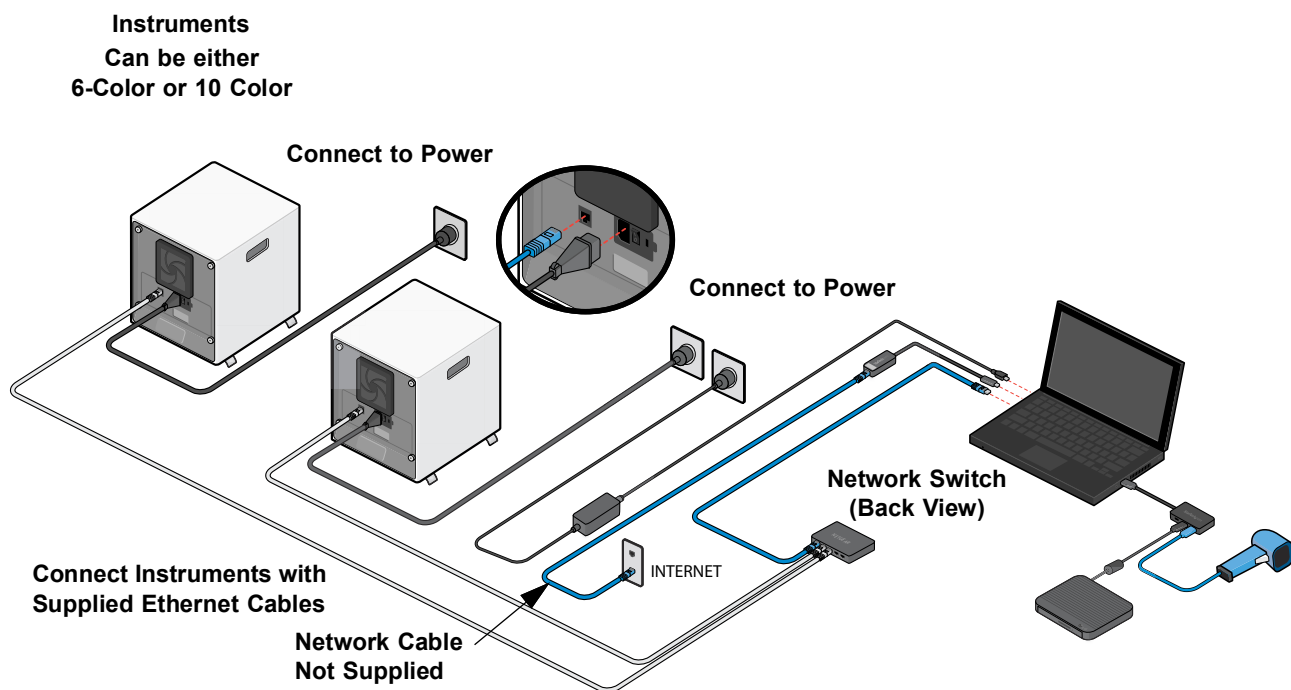 Instruments
Can be either
6-Color or 10 Color
Connect to Power
Connect to Power
Network Switch
(Back View)
INTERNET
Connect Instruments with
Supplied Ethernet Cables
Network Cable
Not Supplied